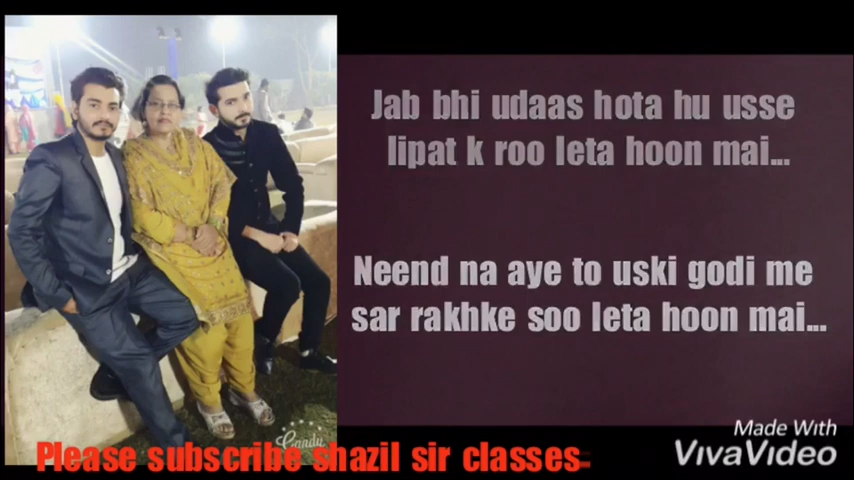 Jab bhi udaas hota hu usse
lipat k roo leta hoon mai...
Neend na aye to uski godi me
sar rakhke soo leta hoon mai...
Candy
Please subscribe shazil sir classes
Made With
VivaVideo